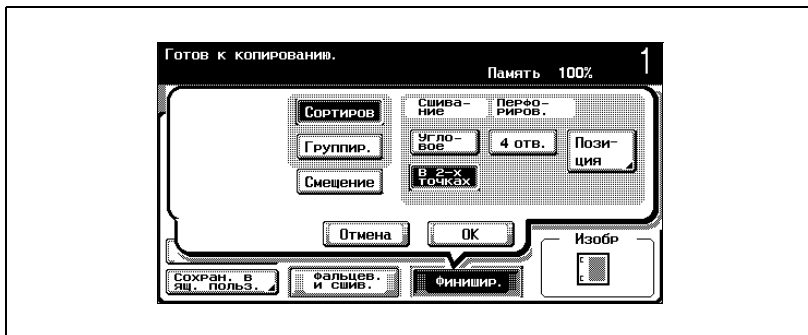 Готов к копированию.
Память 100% 1
Сортиров
Группир.
Смещение
Сшива-
ние
Перфо-
риров.
Угло-
вое
4 отв.
Пози-
ция
В 2-х
точках
Отмена
OK
Изобр
Сохран. в
ящ. польз.
Фальцев.
и сшив.
Финишир.